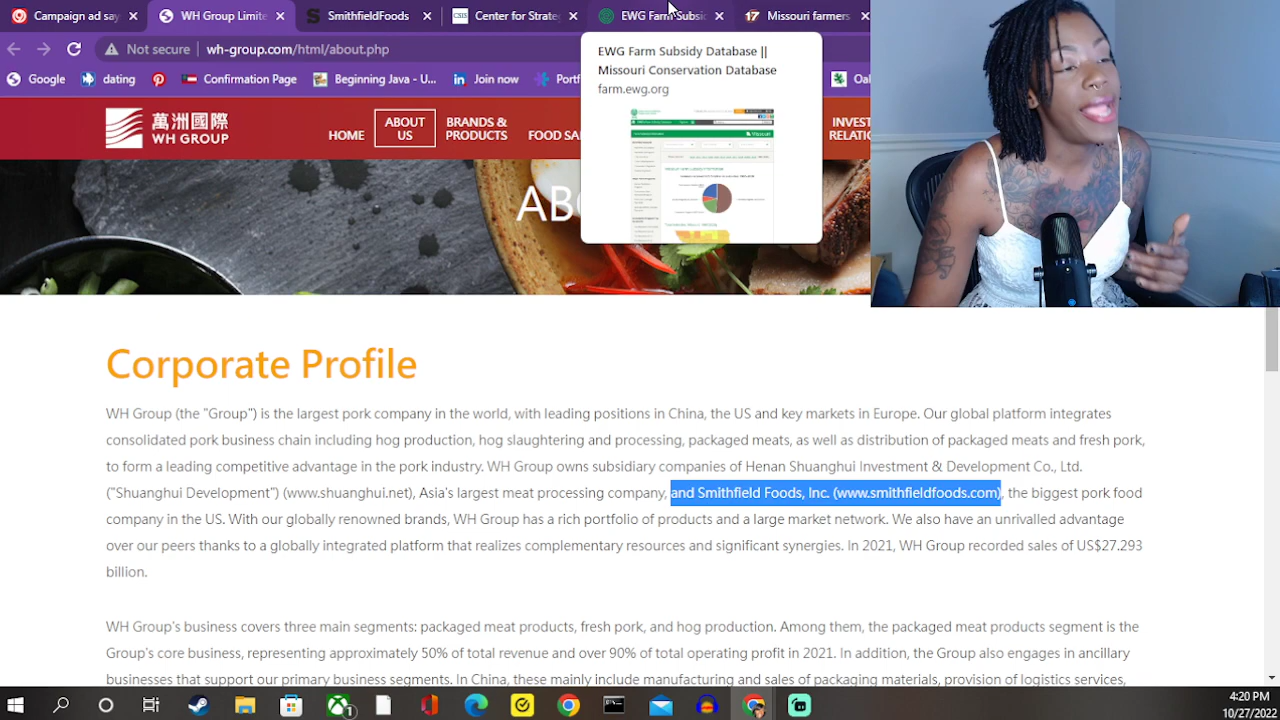 Campaign ad say
WH Group Limite
SmithfieldFoods
CSIS
Center for Strate
EWG Farm Subsi
17
Missouri farmers
Not secure
wh-group.com/html/about.php
dating
Confirmation Page
Beginning Java - U...
Join now
EWG Farm Subsidy Database ||
Missouri Conservation Database
farm.ewg.org
萬州国际
WH GROUP
HOME
ABOUT
BRANDS &
FOOD
INVEST
Corporate Profile
WH Group (the "Group") is the largest pork company in the world, with leading positions in China, the US and key markets in Europe. Our global platform integrates
consolidated pork business chain including hog production, hog slaughtering and processing, packaged meats, as well as distribution of packaged meats and fresh pork,
to form a leading competitive advantage in the pork industry. WH Group owns subsidiary companies of Henan Shuanghui Investment & Development Co., Ltd.
("Shuanghui Development") (www.shuanghui.net), Asia's largest meat processing company, and Smithfield Foods, Inc. (www.smithfieldfoods.com), the biggest pork food
company in the US. With our globally renowned brands, WH Group has a rich portfolio of products and a large market network. We also have an unrivalled advantage
over our peers thanks to a globally integrated platform that realizes complementary resources and significant synergies. In 2021, WH Group recorded sales of US$27.293
billion.
WH Group's business covers three main segments: packaged meat products, fresh pork, and hog production. Among them, the packaged meat products segment is the
Group's core business, representing approximately 50% of total revenue and over 90% of total operating profit in 2021. In addition, the Group also engages in ancillary
businesses that support our primary business segments. In China, these mainly include manufacturing and sales of packaging materials, provision of logistics services,
4:20 PM
10/27/2022